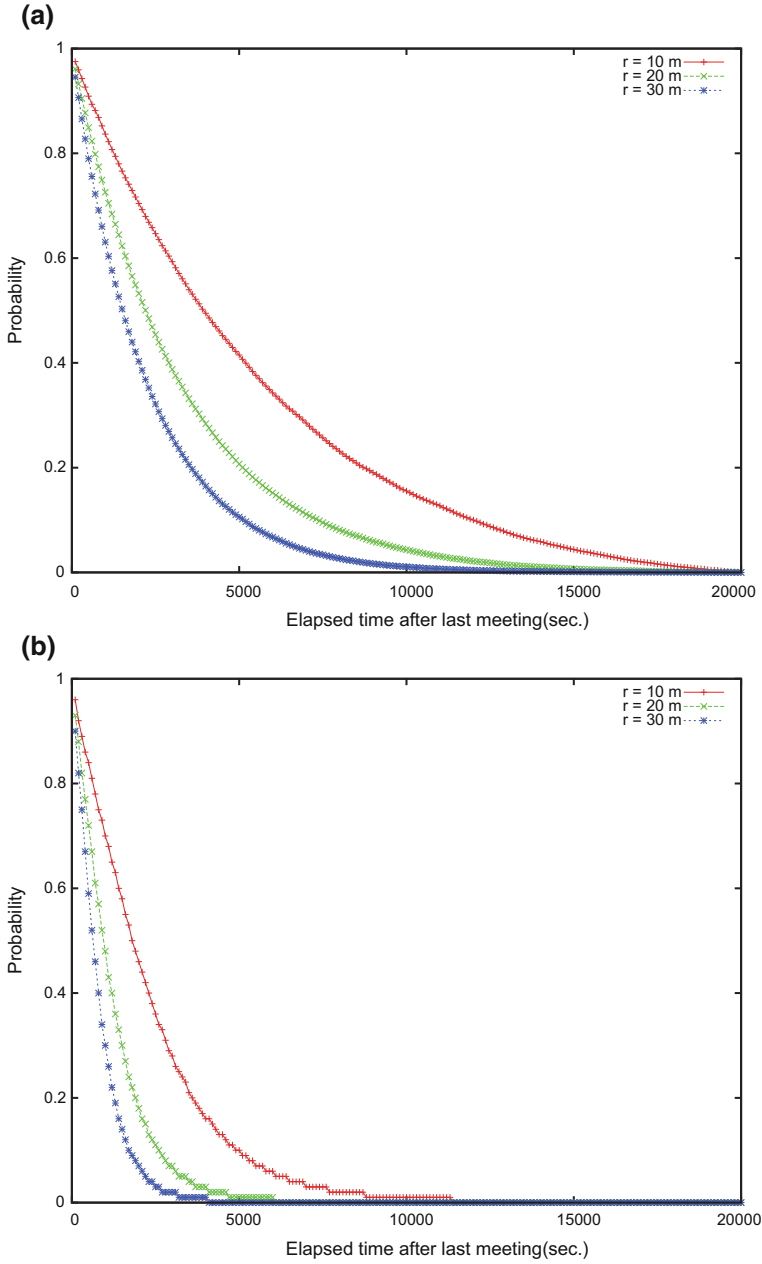 (a)
1
0.8
0.6
0.4
0.2
0
Probability
r = 10 m
r = 20 m
r = 30 m
0 5000 10000 15000 20000
Elapsed time after last meeting(sec.)
(b)
1
0.8
0.6
0.4
0.2
0
Probability
r = 10 m
r = 20 m
r = 30 m
0 5000 10000 15000 20000
Elapsed time after last meeting(sec.)